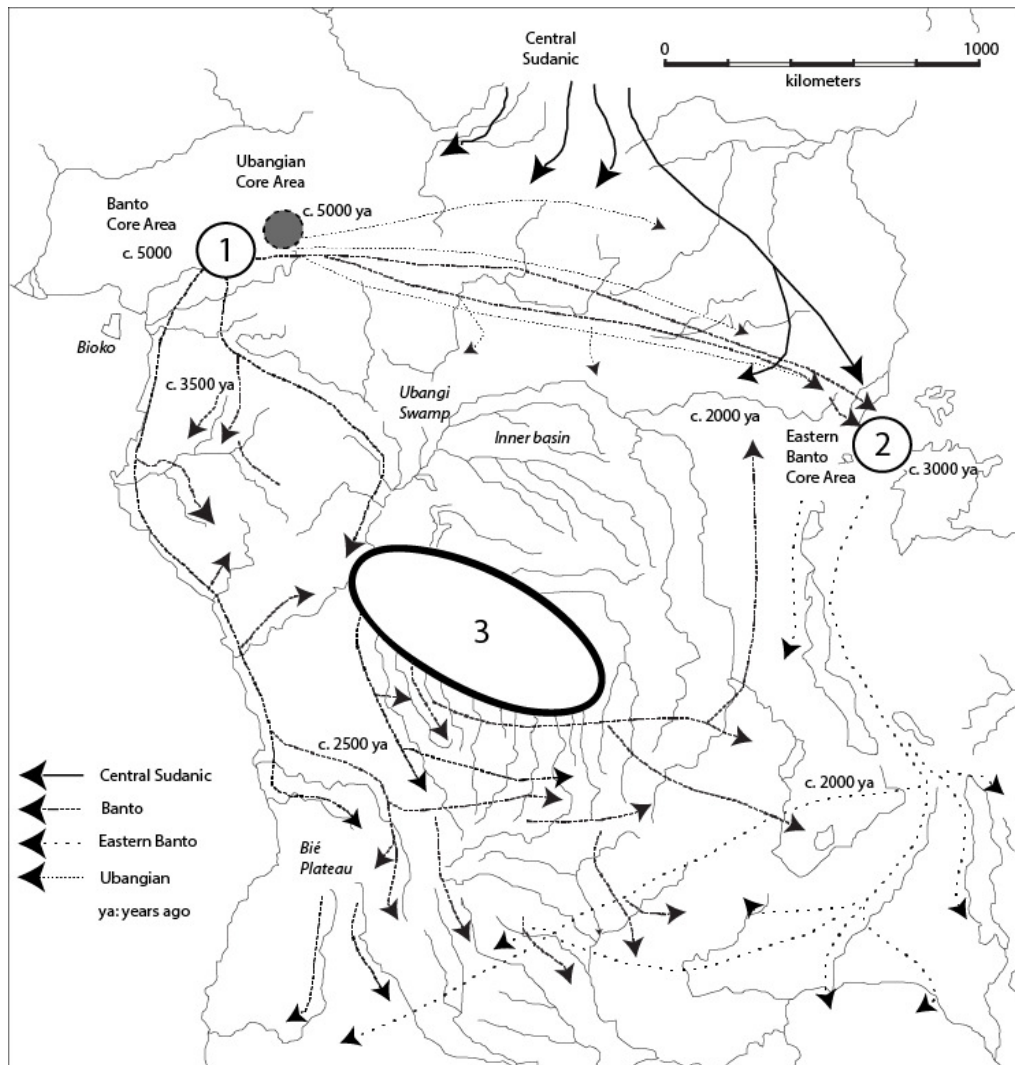 Central
Sudanic
0 1000
kilometers
Ubangian
Core Area
c. 5000 ya
Banto
Core Area
c. 5000
1
Bioko
c. 3500 ya
Ubangi
Swamp
Inner basin
c. 2000 ya
Eastern
Banto
Core Area
2
c. 3000 ya
3
c. 2500 ya
c. 2000 ya
Bié
Plateau
Central Sudanic
Banto
Eastern Banto
Ubangian
ya: years ago